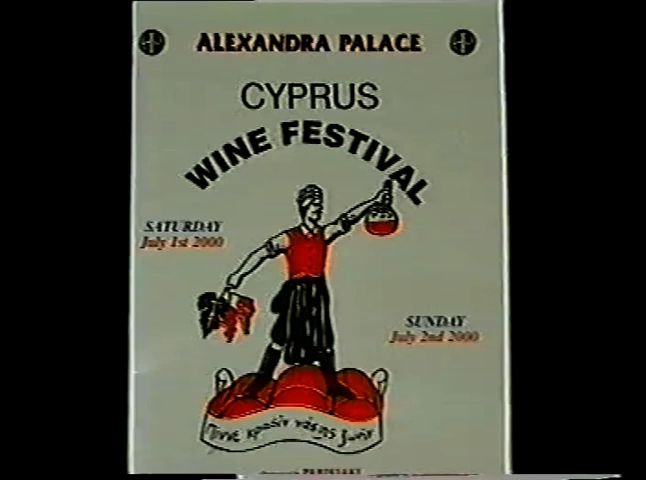 ALEXANDRA PALACE
CYPRUS
WINE FESTIVAL
SATURDAY
July 1st 2000
SUNDAY
July 2nd 2000